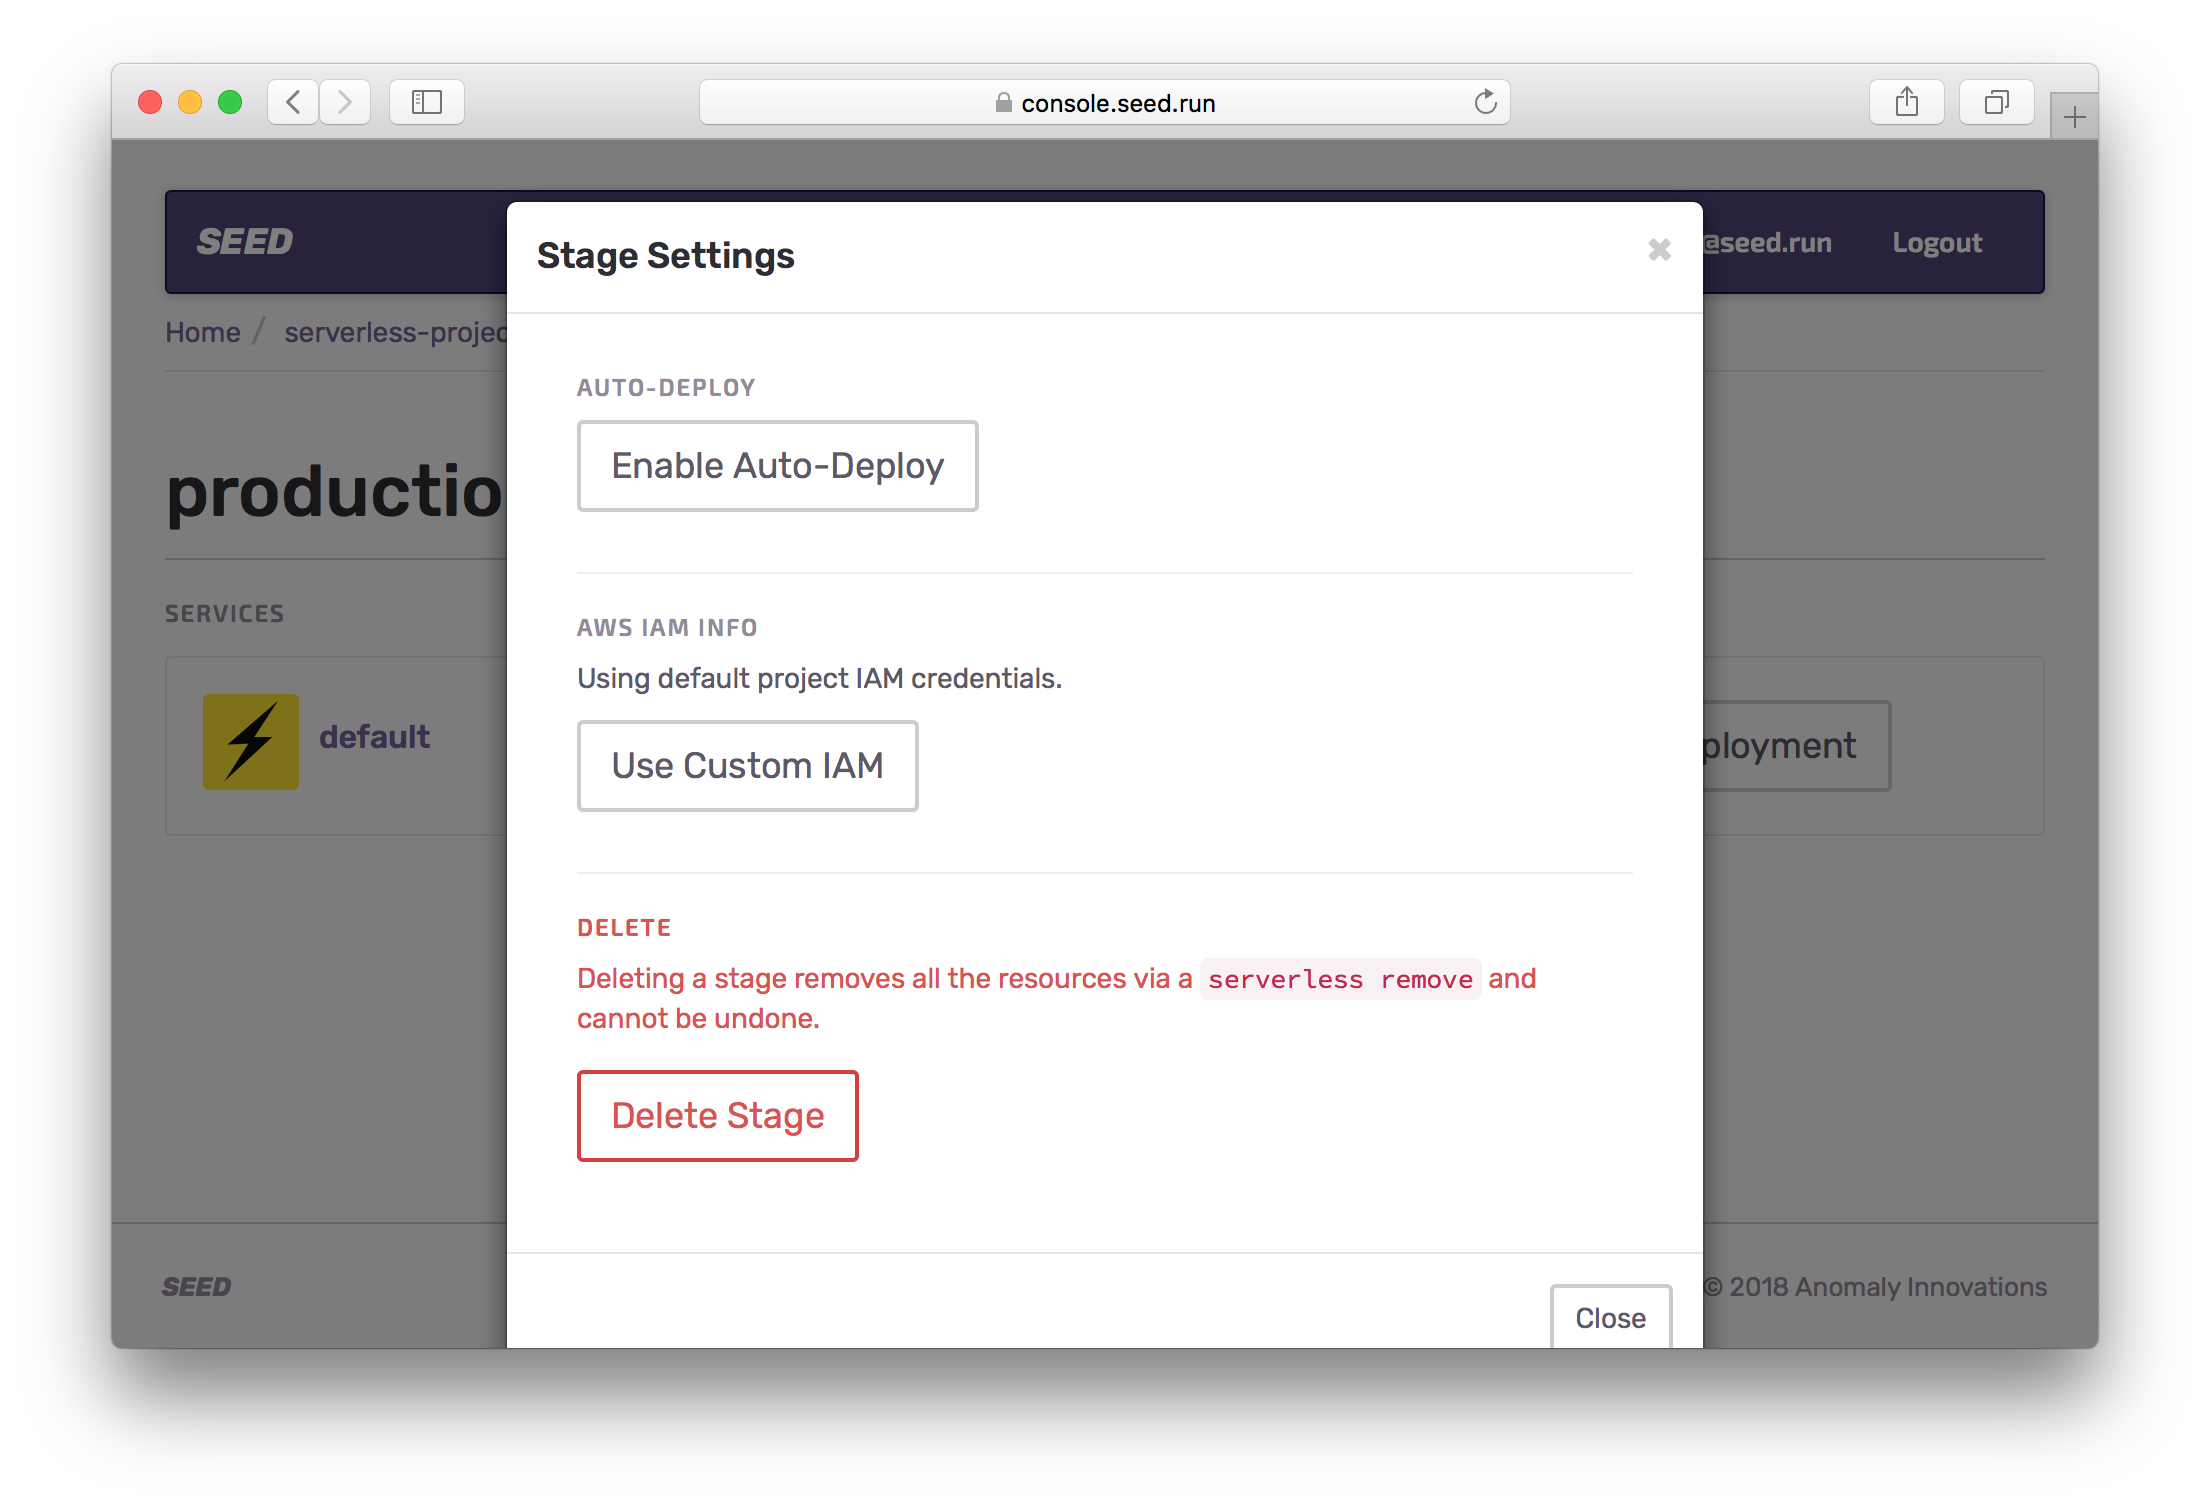 console.seed.run
SEED
@seed.run
Logout
Stage Settings
Home / serverless-projec
AUTO-DEPLOY
Enable Auto-Deploy
productio
SERVICES
AWS IAM INFO
Using default project IAM credentials.
default
Use Custom IAM
ployment
DELETE
Deleting a stage removes all the resources via a serverless remove and
cannot be undone.
Delete Stage
SEED
© 2018 Anomaly Innovations
Close